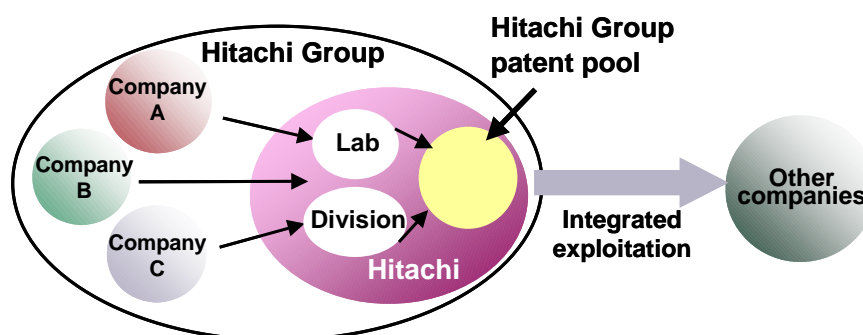 Hitachi Group
Hitachi Group
patent pool
Company
A
Company
B
Company
C
Lab
Division
Hitachi
Integrated
exploitation
Other
companies